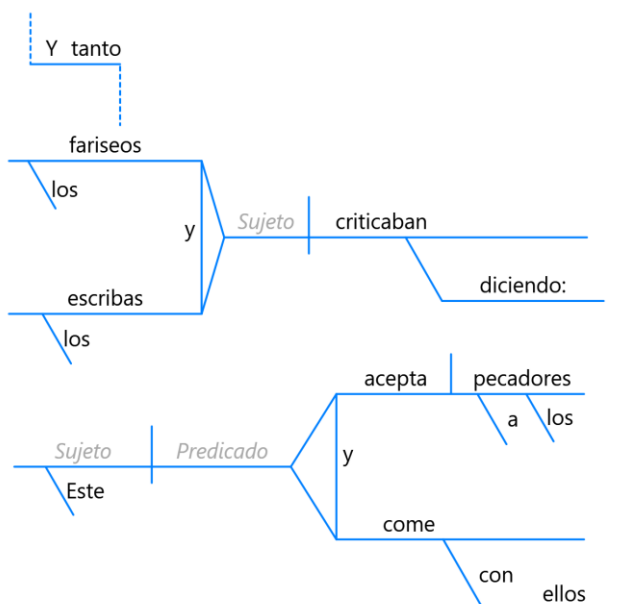 Y tanto
fariseos
los
y
Sujeto
criticaban
diciendo:
escribas
los
acepta
pecadores
a
los
Sujeto
Predicado
y
Este
come
con
ellos